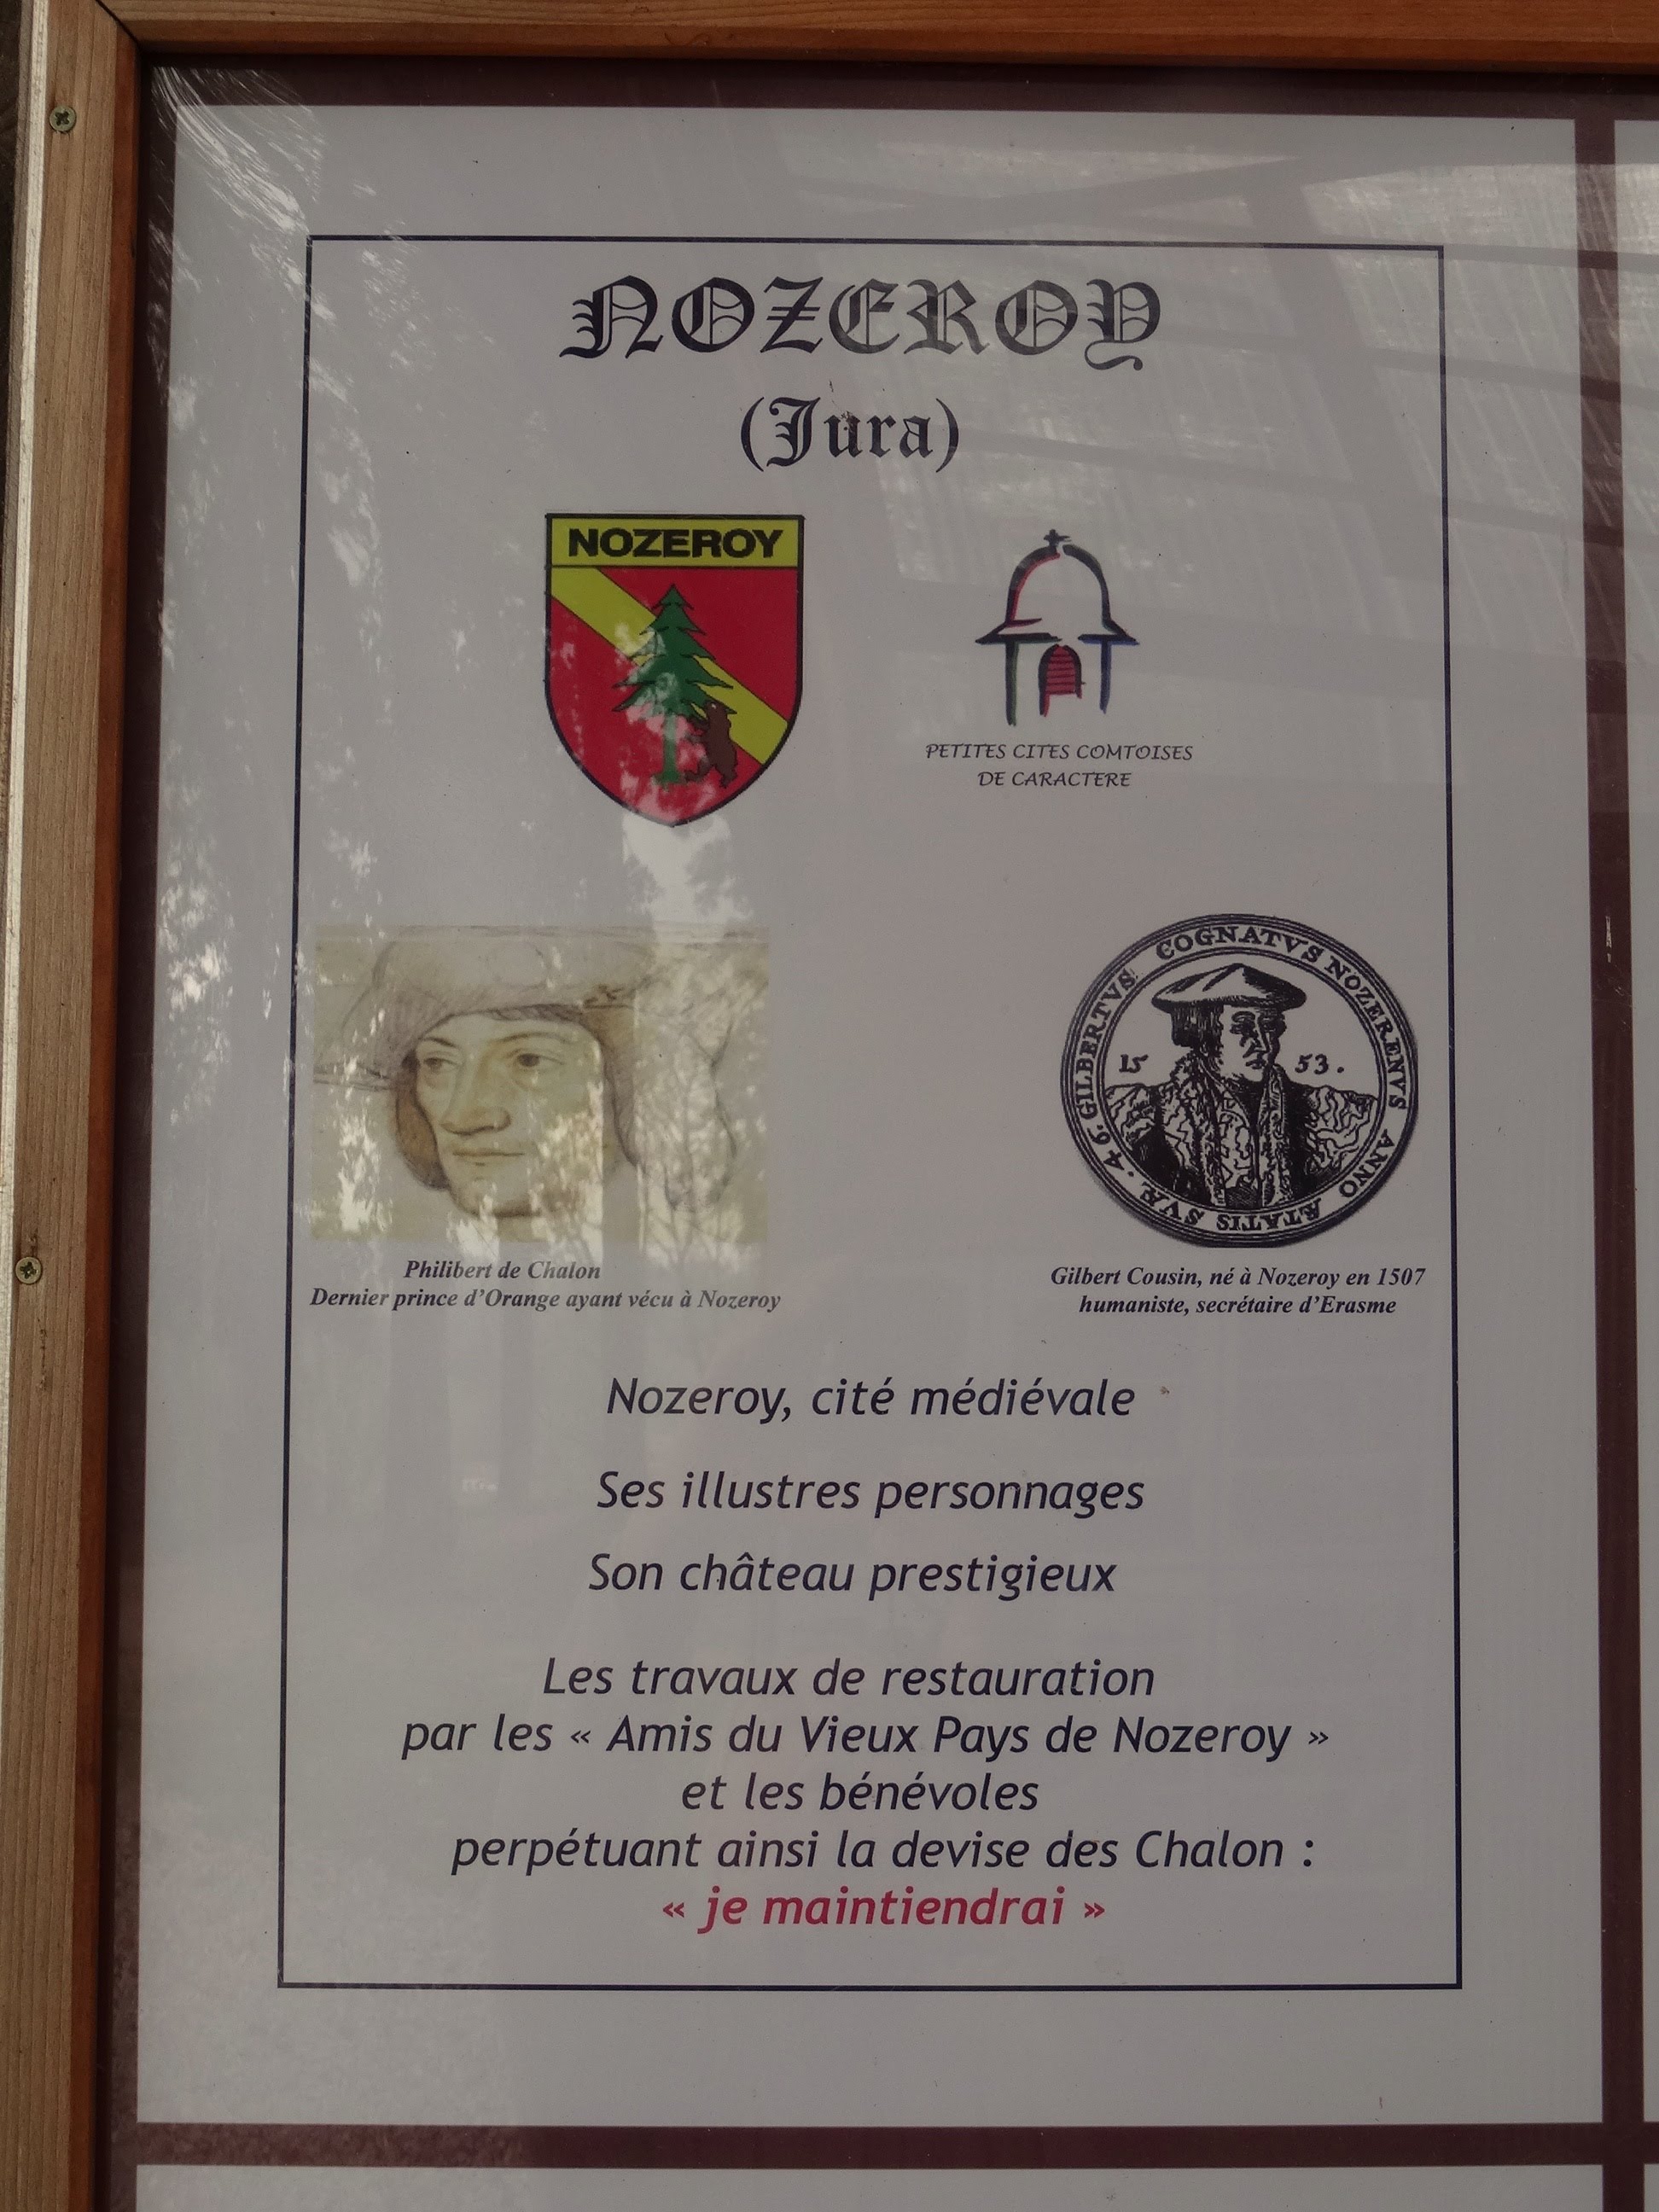 NOZEROY
(Jura)
NOZEROY
PETITES CITES COMTOISES
DE CARACTERE
GILBERTVS COGNATVS NOZERENVS ANNO ÆTATIS SVÆ. 46.
15 53.
Philibert de Chalon
Dernier prince d’Orange ayant vécu à Nozeroy
Gilbert Cousin, né à Nozeroy en 1507
humaniste, secrétaire d’Erasme
Nozeroy, cité médiévale
Ses illustres personnages
Son château prestigieux
Les travaux de restauration
par les « Amis du Vieux Pays de Nozeroy »
et les bénévoles
perpétuant ainsi la devise des Chalon :
« je maintiendrai »